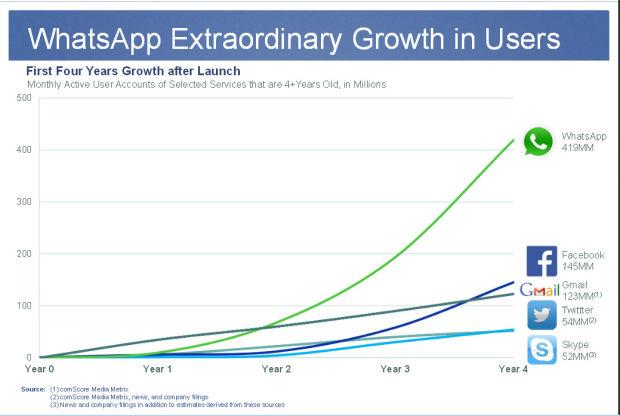 WhatsApp Extraordinary Growth in Users
First Four Years Growth after Launch
Monthly Active User Accounts of Selected Services that are 4+Years Old, in Millions
500
400
300
200
100
0
Year 0
Year 1
Year 2
Year 3
Year 4
WhatsApp
419MM
Facebook
145MM
GMail
Gmail
123MM(1)
Twittter
54MM(2)
Skype
52MM(3)
Source: (1) comScore Media Metrix
(2) comScore Media Metrix, news, and company filings
(3) News and company filings in addition to estimates derived from these sources